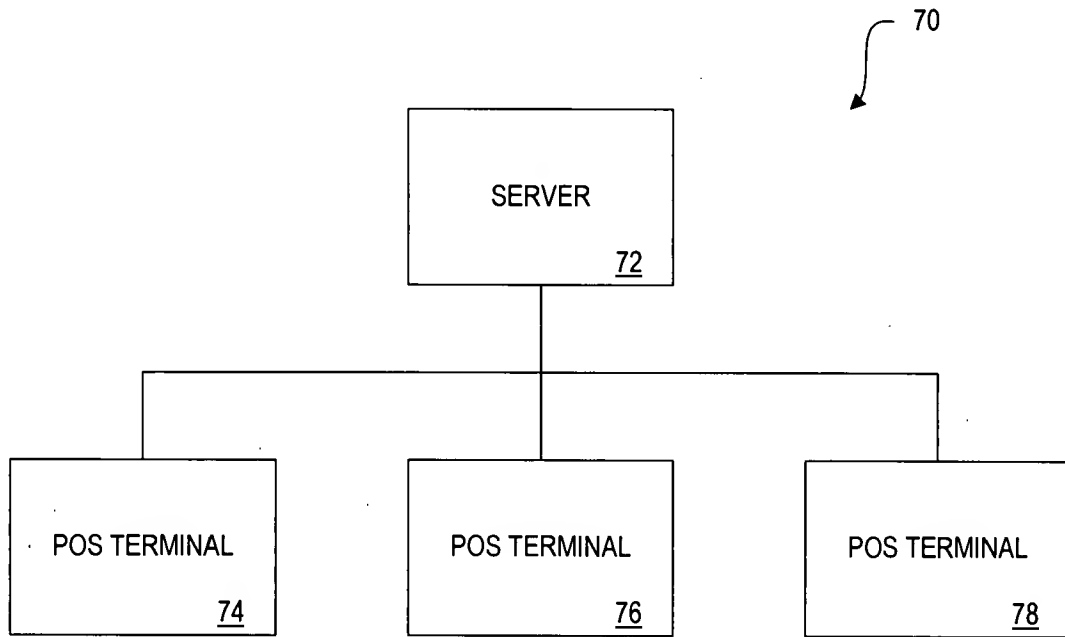 70
SERVER
72
POS TERMINAL
74
POS TERMINAL
76
POS TERMINAL
78